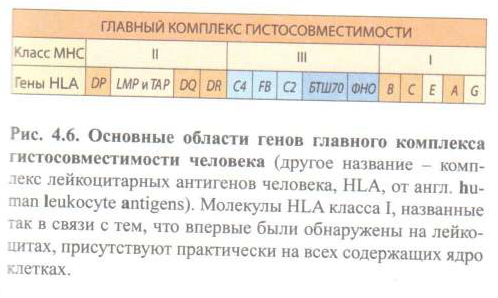 ГЛАВНЫЙ КОМПЛЕКС ГИСТОСОВМЕСТИМОСТИ
Класс МНС II III I
Гены HLA DP LMP и TAP DQ DR C4 FB C2 БТШ70 ФНО B C E A G
Рис. 4.6. Основные области генов главного комплекса
гистосовместимости человека (другое название – комп-
лекс лейкоцитарных антигенов человека, HLA, от англ. hu-
man leukocyte antigens). Молекулы HLA класса I, названные
так в связи с тем, что впервые были обнаружены на лейко-
цитах, присутствуют практически на всех содержащих ядро
клетках.